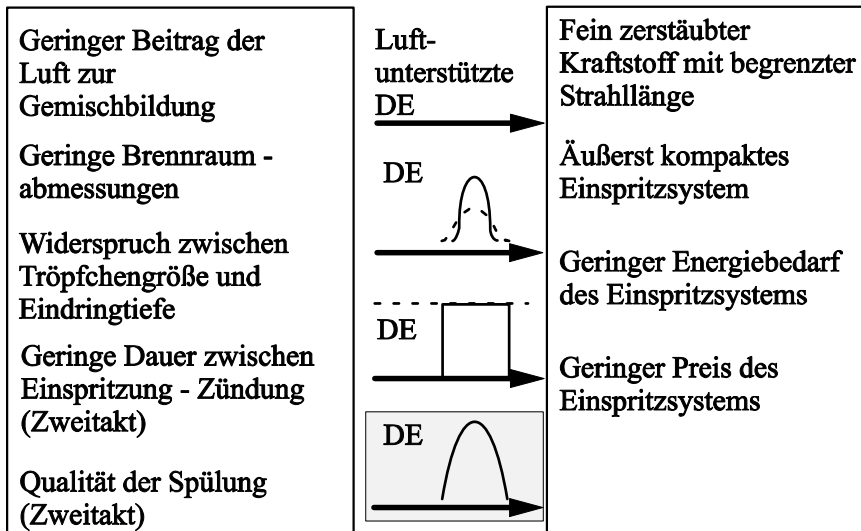 Geringer Beitrag der
Luft zur
Gemischbildung
Geringe Brennraum -
abmessungen
Widerspruch zwischen
Tröpfchengröße und
Eindringtiefe
Geringe Dauer zwischen
Einspritzung - Zündung
(Zweitakt)
Qualität der Spülung
(Zweitakt)
Luft-
unterstützte
DE
DE
DE
DE
Fein zerstäubter
Kraftstoff mit begrenzter
Strahllänge
Äußerst kompaktes
Einspritzsystem
Geringer Energiebedarf
des Einspritzsystems
Geringer Preis des
Einspritzsystems